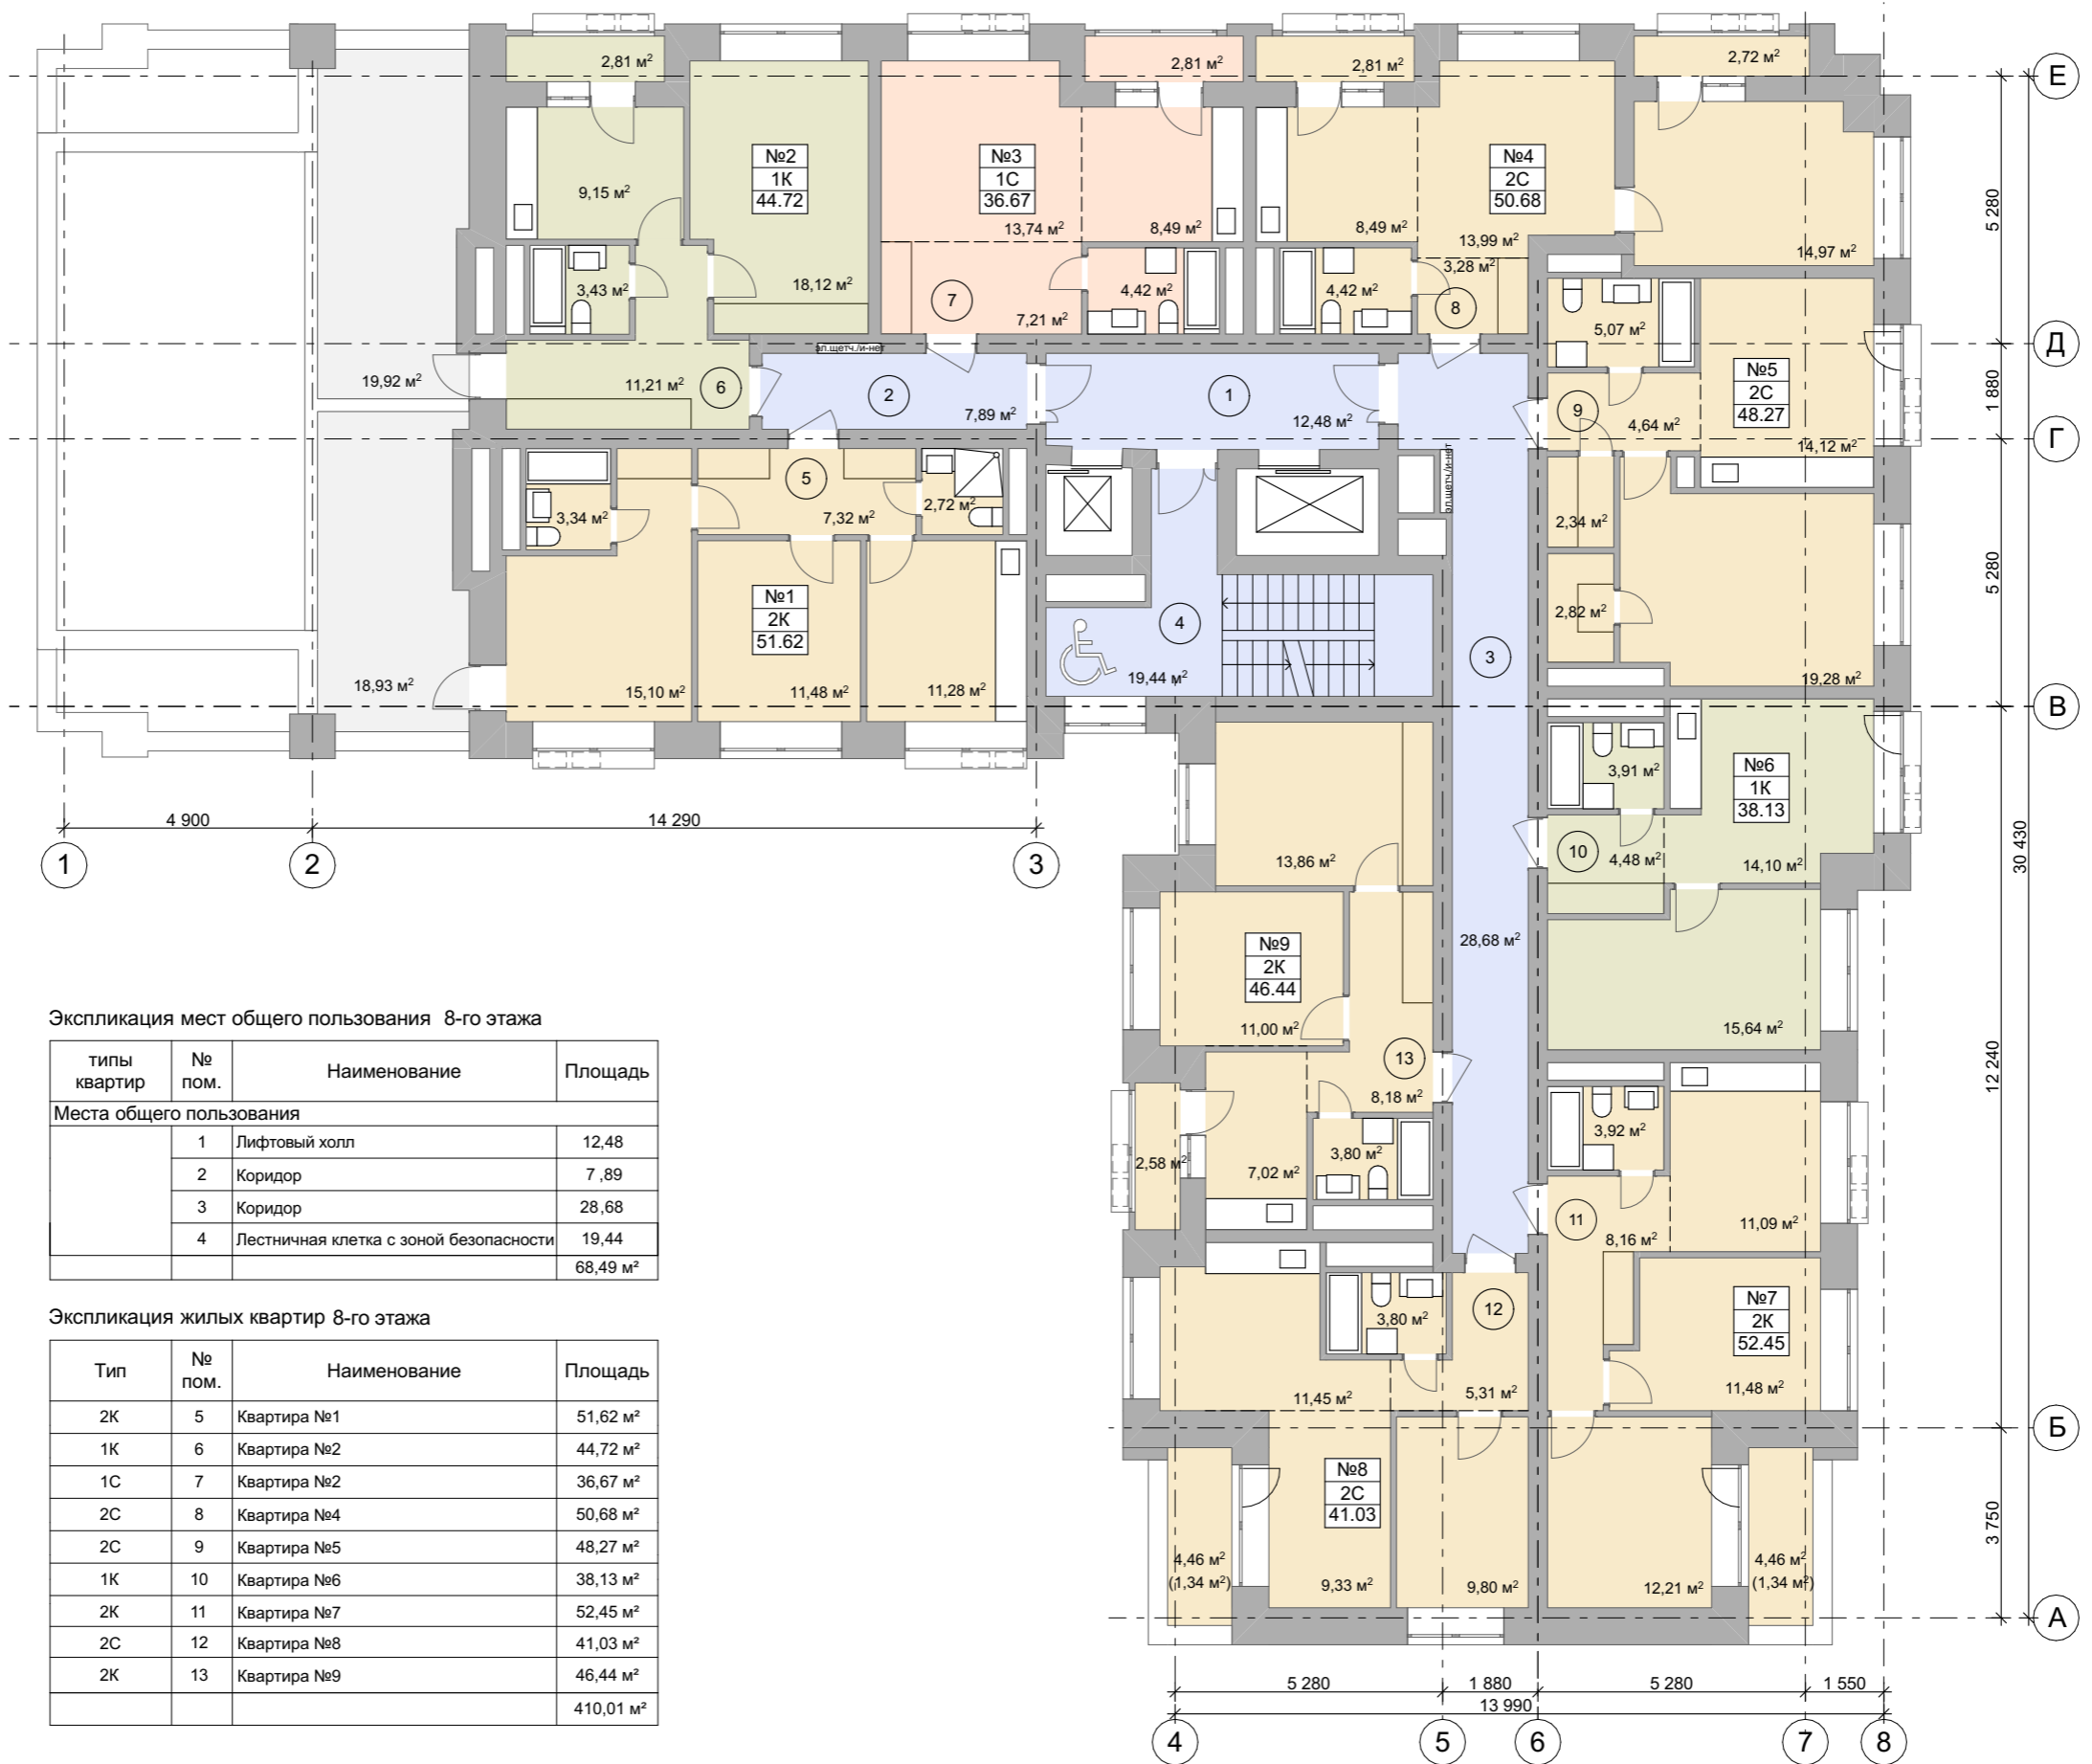 2,81 м²
2,81 м²
2,81 м²
2,72 м²
Е
№2
1К
44.72
№3
1С
36.67
№4
2С
50.68
9,15 м²
13,74 м²
8,49 м²
8,49 м²
13,99 м²
14,97 м²
5 280
3,43 м²
18,12 м²
7
7,21 м²
4,42 м²
4,42 м²
3,28 м²
8
5,07 м²
эл.щетч./и-нет
Д
19,92 м²
11,21 м²
6
2
7,89 м²
1
12,48 м²
9
4,64 м²
№5
2С
48.27
14,12 м²
1 880
Г
эл.щетч./и-нет
5
3,34 м²
7,32 м²
2,72 м²
2,34 м²
5 280
№1
2К
51.62
4
19,44 м²
3
2,82 м²
19,28 м²
18,93 м²
15,10 м²
11,48 м²
11,28 м²
В
№6
1К
38.13
3,91 м²
4 900
14 290
1
2
3
13,86 м²
10
4,48 м²
14,10 м²
30 430
№9
2К
46.44
28,68 м²
11,00 м²
15,64 м²
13
8,18 м²
12 240
2,58 м²
7,02 м²
3,80 м²
3,92 м²
11
8,16 м²
11,09 м²
12
3,80 м²
№7
2К
52.45
11,45 м²
5,31 м²
11,48 м²
Б
№8
2С
41.03
3 750
4,46 м²
(1,34 м²)
9,33 м²
9,80 м²
12,21 м²
4,46 м²
(1,34 м²)
А
5 280
1 880
5 280
1 550
13 990
4
5
6
7
8
Экспликация мест общего пользования 8-го этажа
типы квартир № пом. Наименование Площадь
Места общего пользования
1 Лифтовый холл 12,48
2 Коридор 7 ,89
3 Коридор 28,68
4 Лестничная клетка с зоной безопасности 19,44
68,49 м²
Экспликация жилых квартир 8-го этажа
Тип № пом. Наименование Площадь
2К 5 Квартира №1 51,62 м²
1К 6 Квартира №2 44,72 м²
1С 7 Квартира №2 36,67 м²
2С 8 Квартира №4 50,68 м²
2С 9 Квартира №5 48,27 м²
1К 10 Квартира №6 38,13 м²
2К 11 Квартира №7 52,45 м²
2С 12 Квартира №8 41,03 м²
2К 13 Квартира №9 46,44 м²
410,01 м²